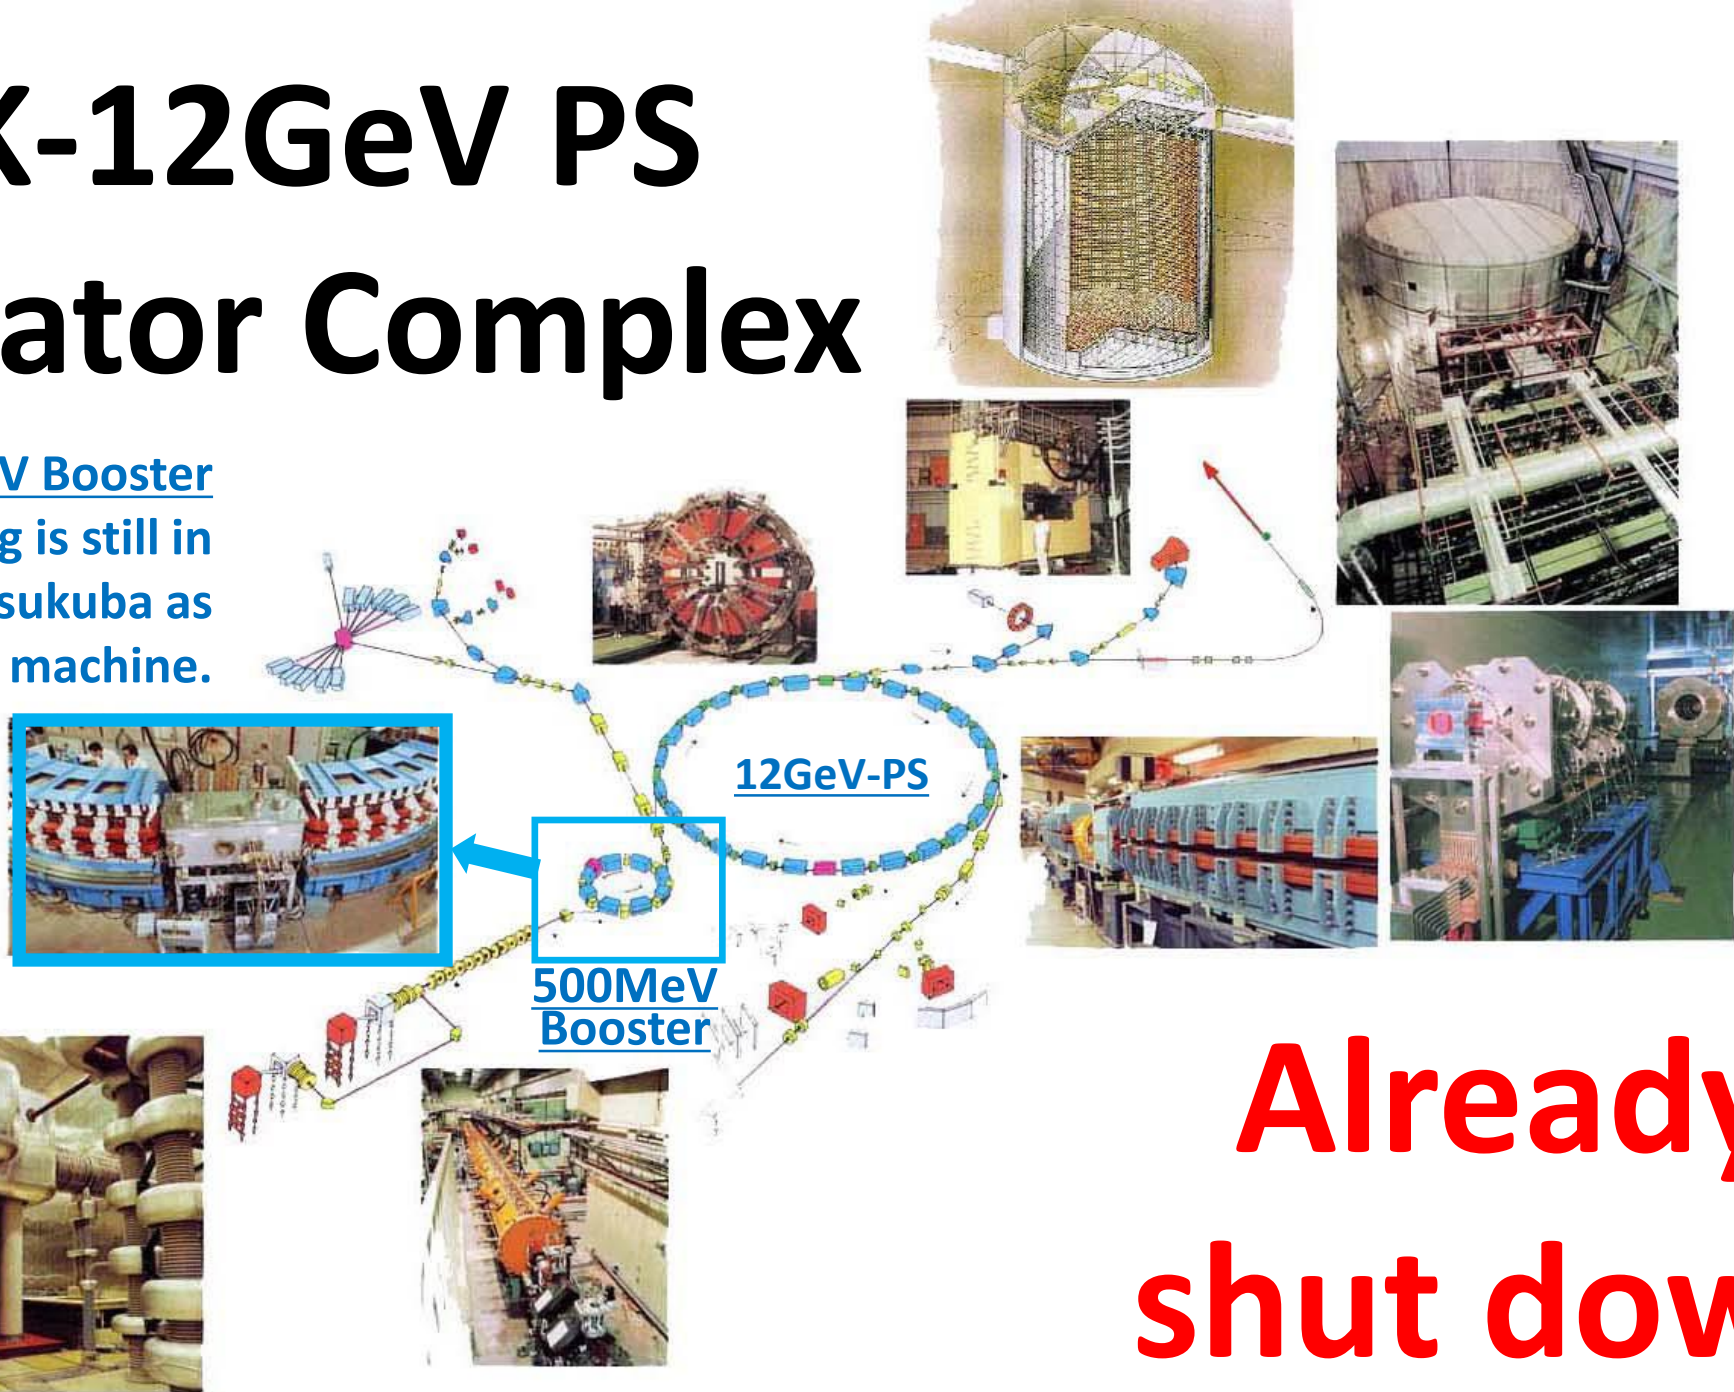 K-12GeV PS
ator Complex
V Booster
g is still in
sukuba as
machine.
12GeV-PS
500MeV
Booster
Already
shut dow